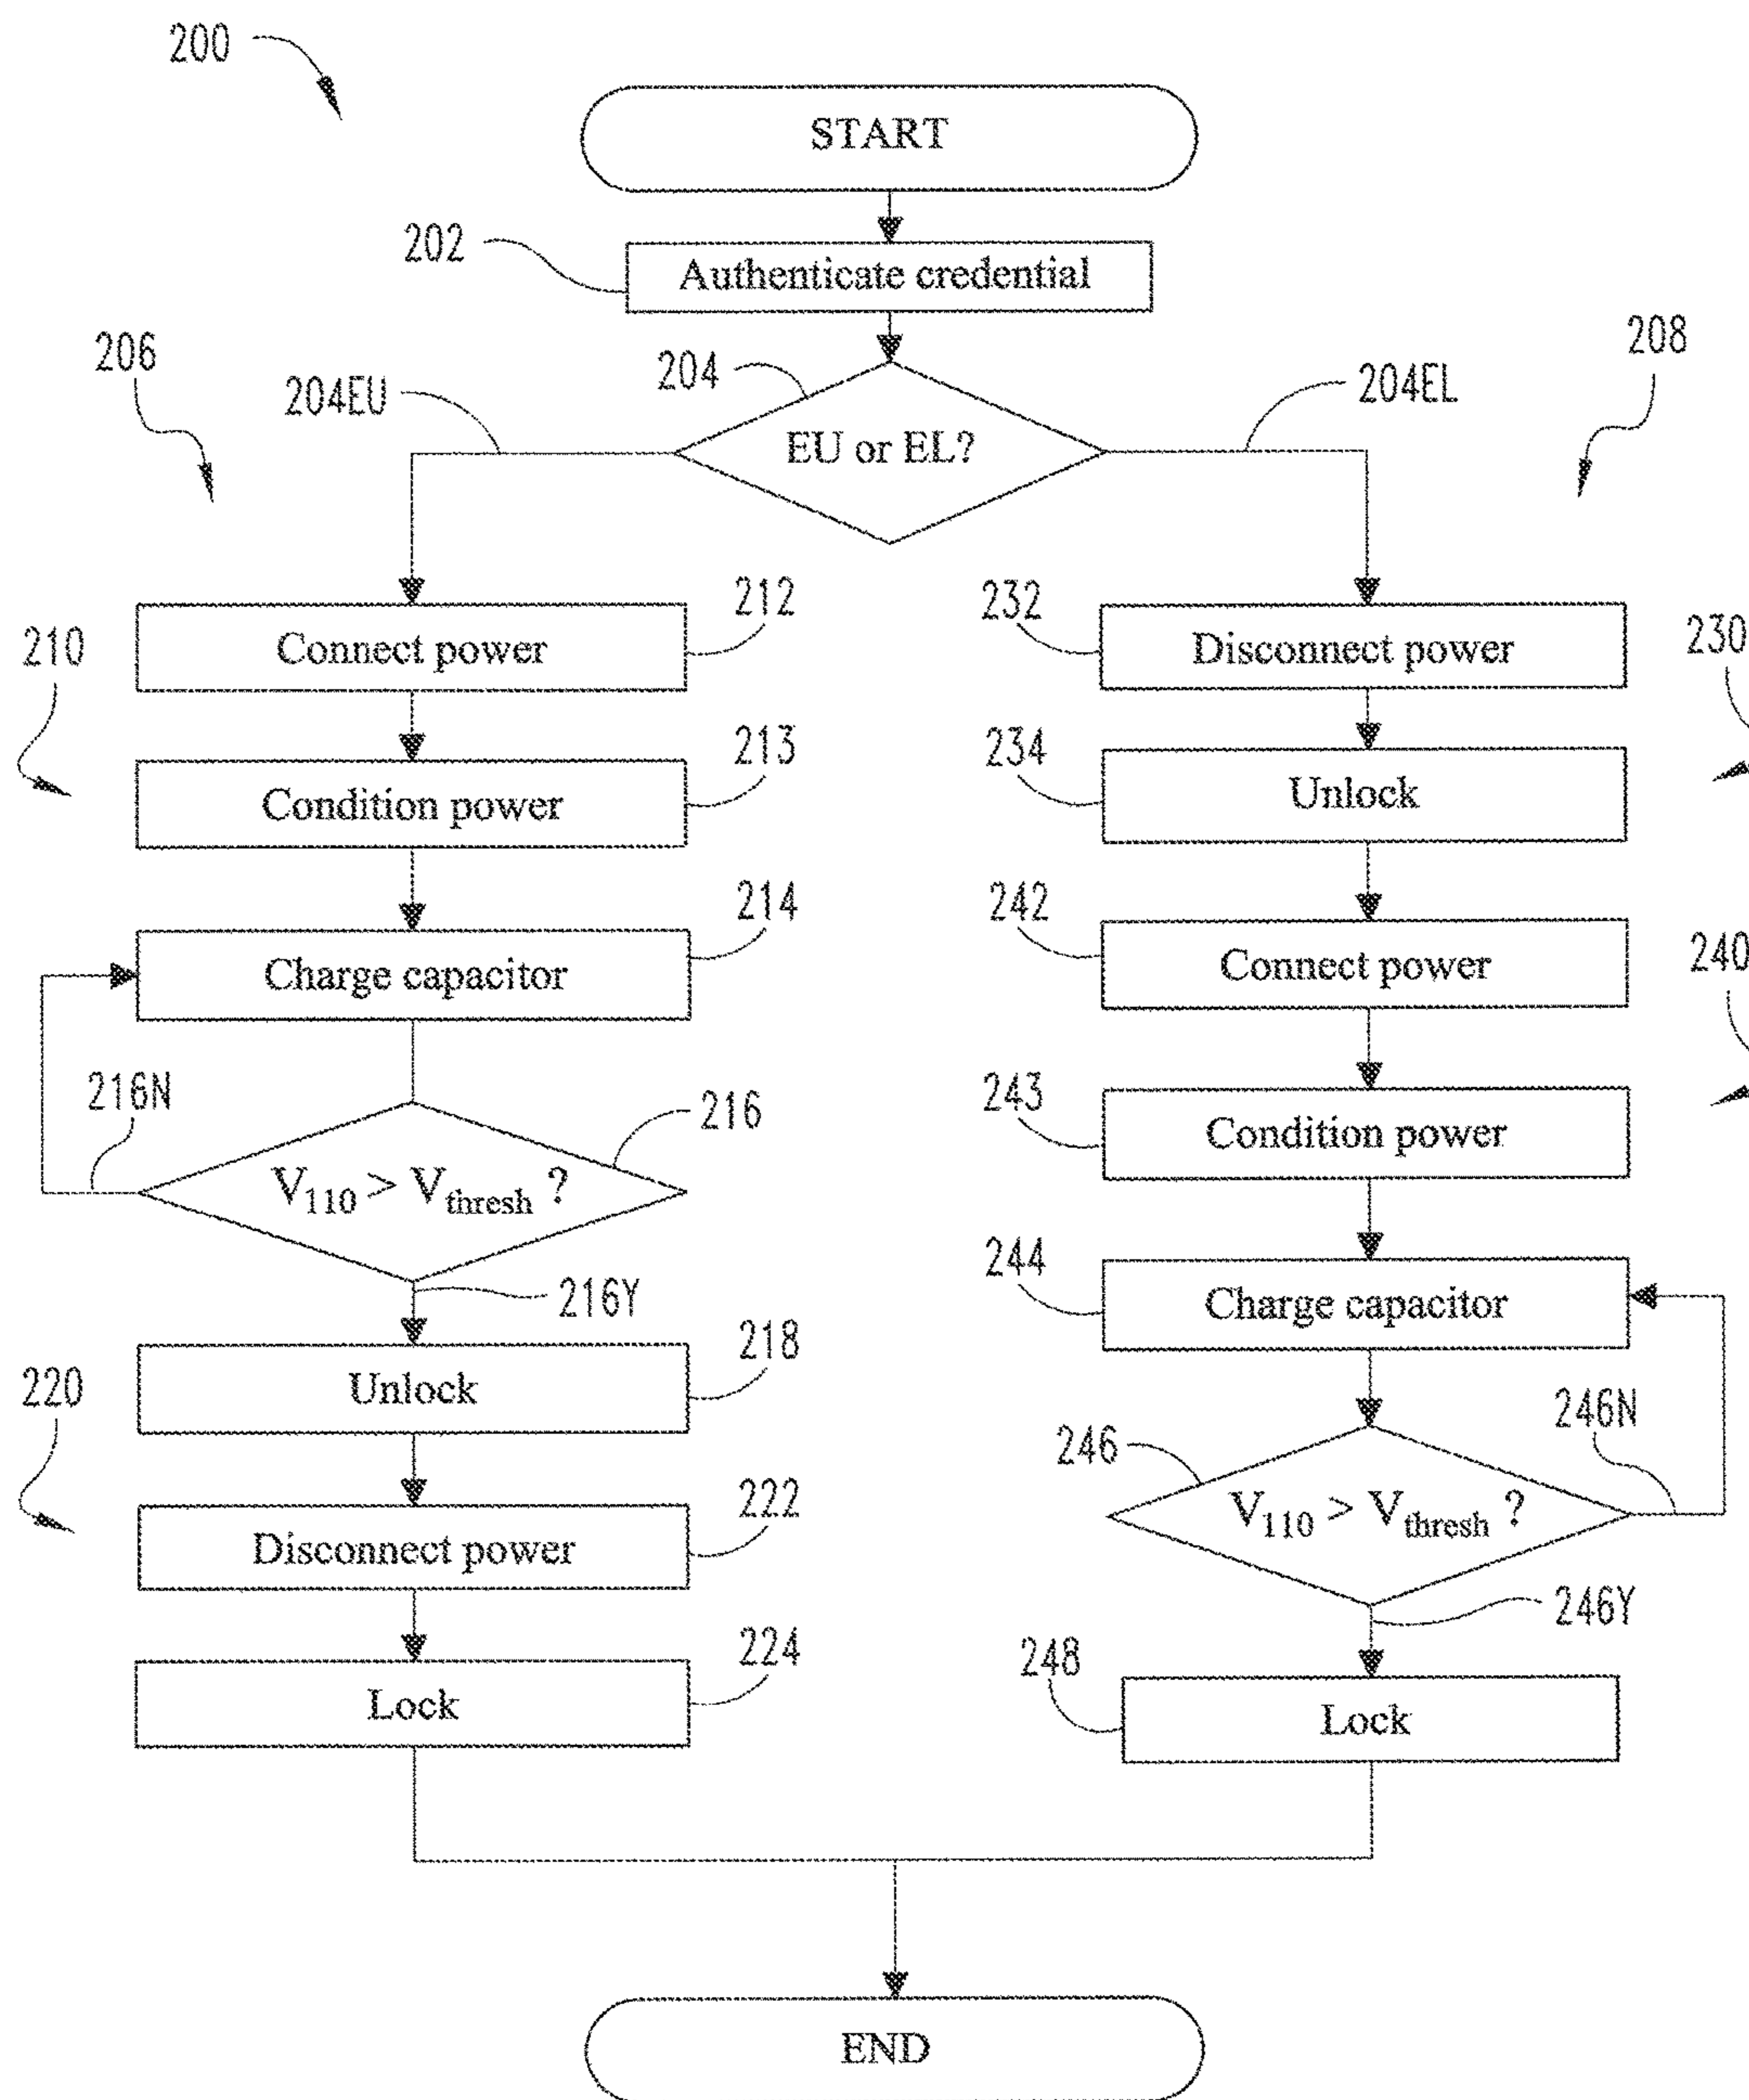 200
START
202
Authenticate credential
206
204EU
204
204EL
208
EU or EL?
212
Connect power
232
Disconnect power
230
210
213
Condition power
234
Unlock
214
Charge capacitor
242
Connect power
240
216N
216
V110 > Vthresh ?
243
Condition power
216Y
244
Charge capacitor
218
Unlock
220
246
246N
V110 > Vthresh ?
222
Disconnect power
246Y
224
Lock
248
Lock
END